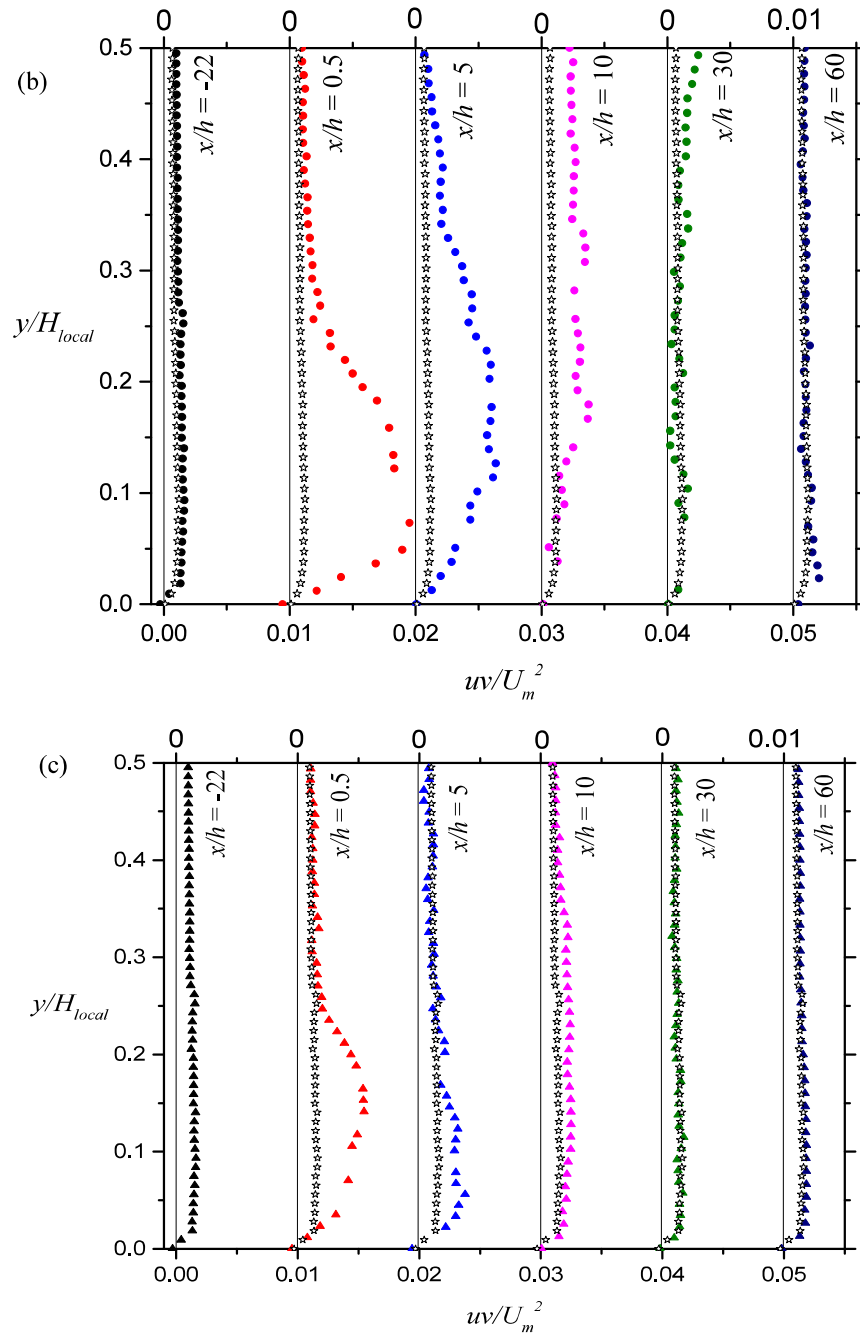 0 0 0 0 0 0.01
(b)
0.5
0.4
0.3
0.2
0.1
0.0
y/H_local
x/h = -22
x/h = 0.5
x/h = 5
x/h = 10
x/h = 30
x/h = 60
0.00 0.01 0.02 0.03 0.04 0.05
uv/U_m^2
0 0 0 0 0 0.01
(c)
0.5
0.4
0.3
0.2
0.1
0.0
y/H_local
x/h = -22
x/h = 0.5
x/h = 5
x/h = 10
x/h = 30
x/h = 60
0.00 0.01 0.02 0.03 0.04 0.05
uv/U_m^2